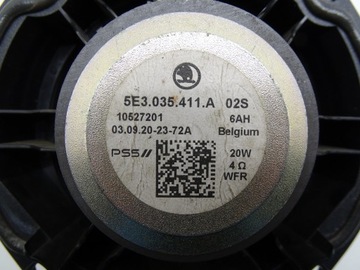 5E3.035.411.A 02S
10527201 6AH
03.09.20-23-72A Belgium
PSS 20W
4 Ω
WFR